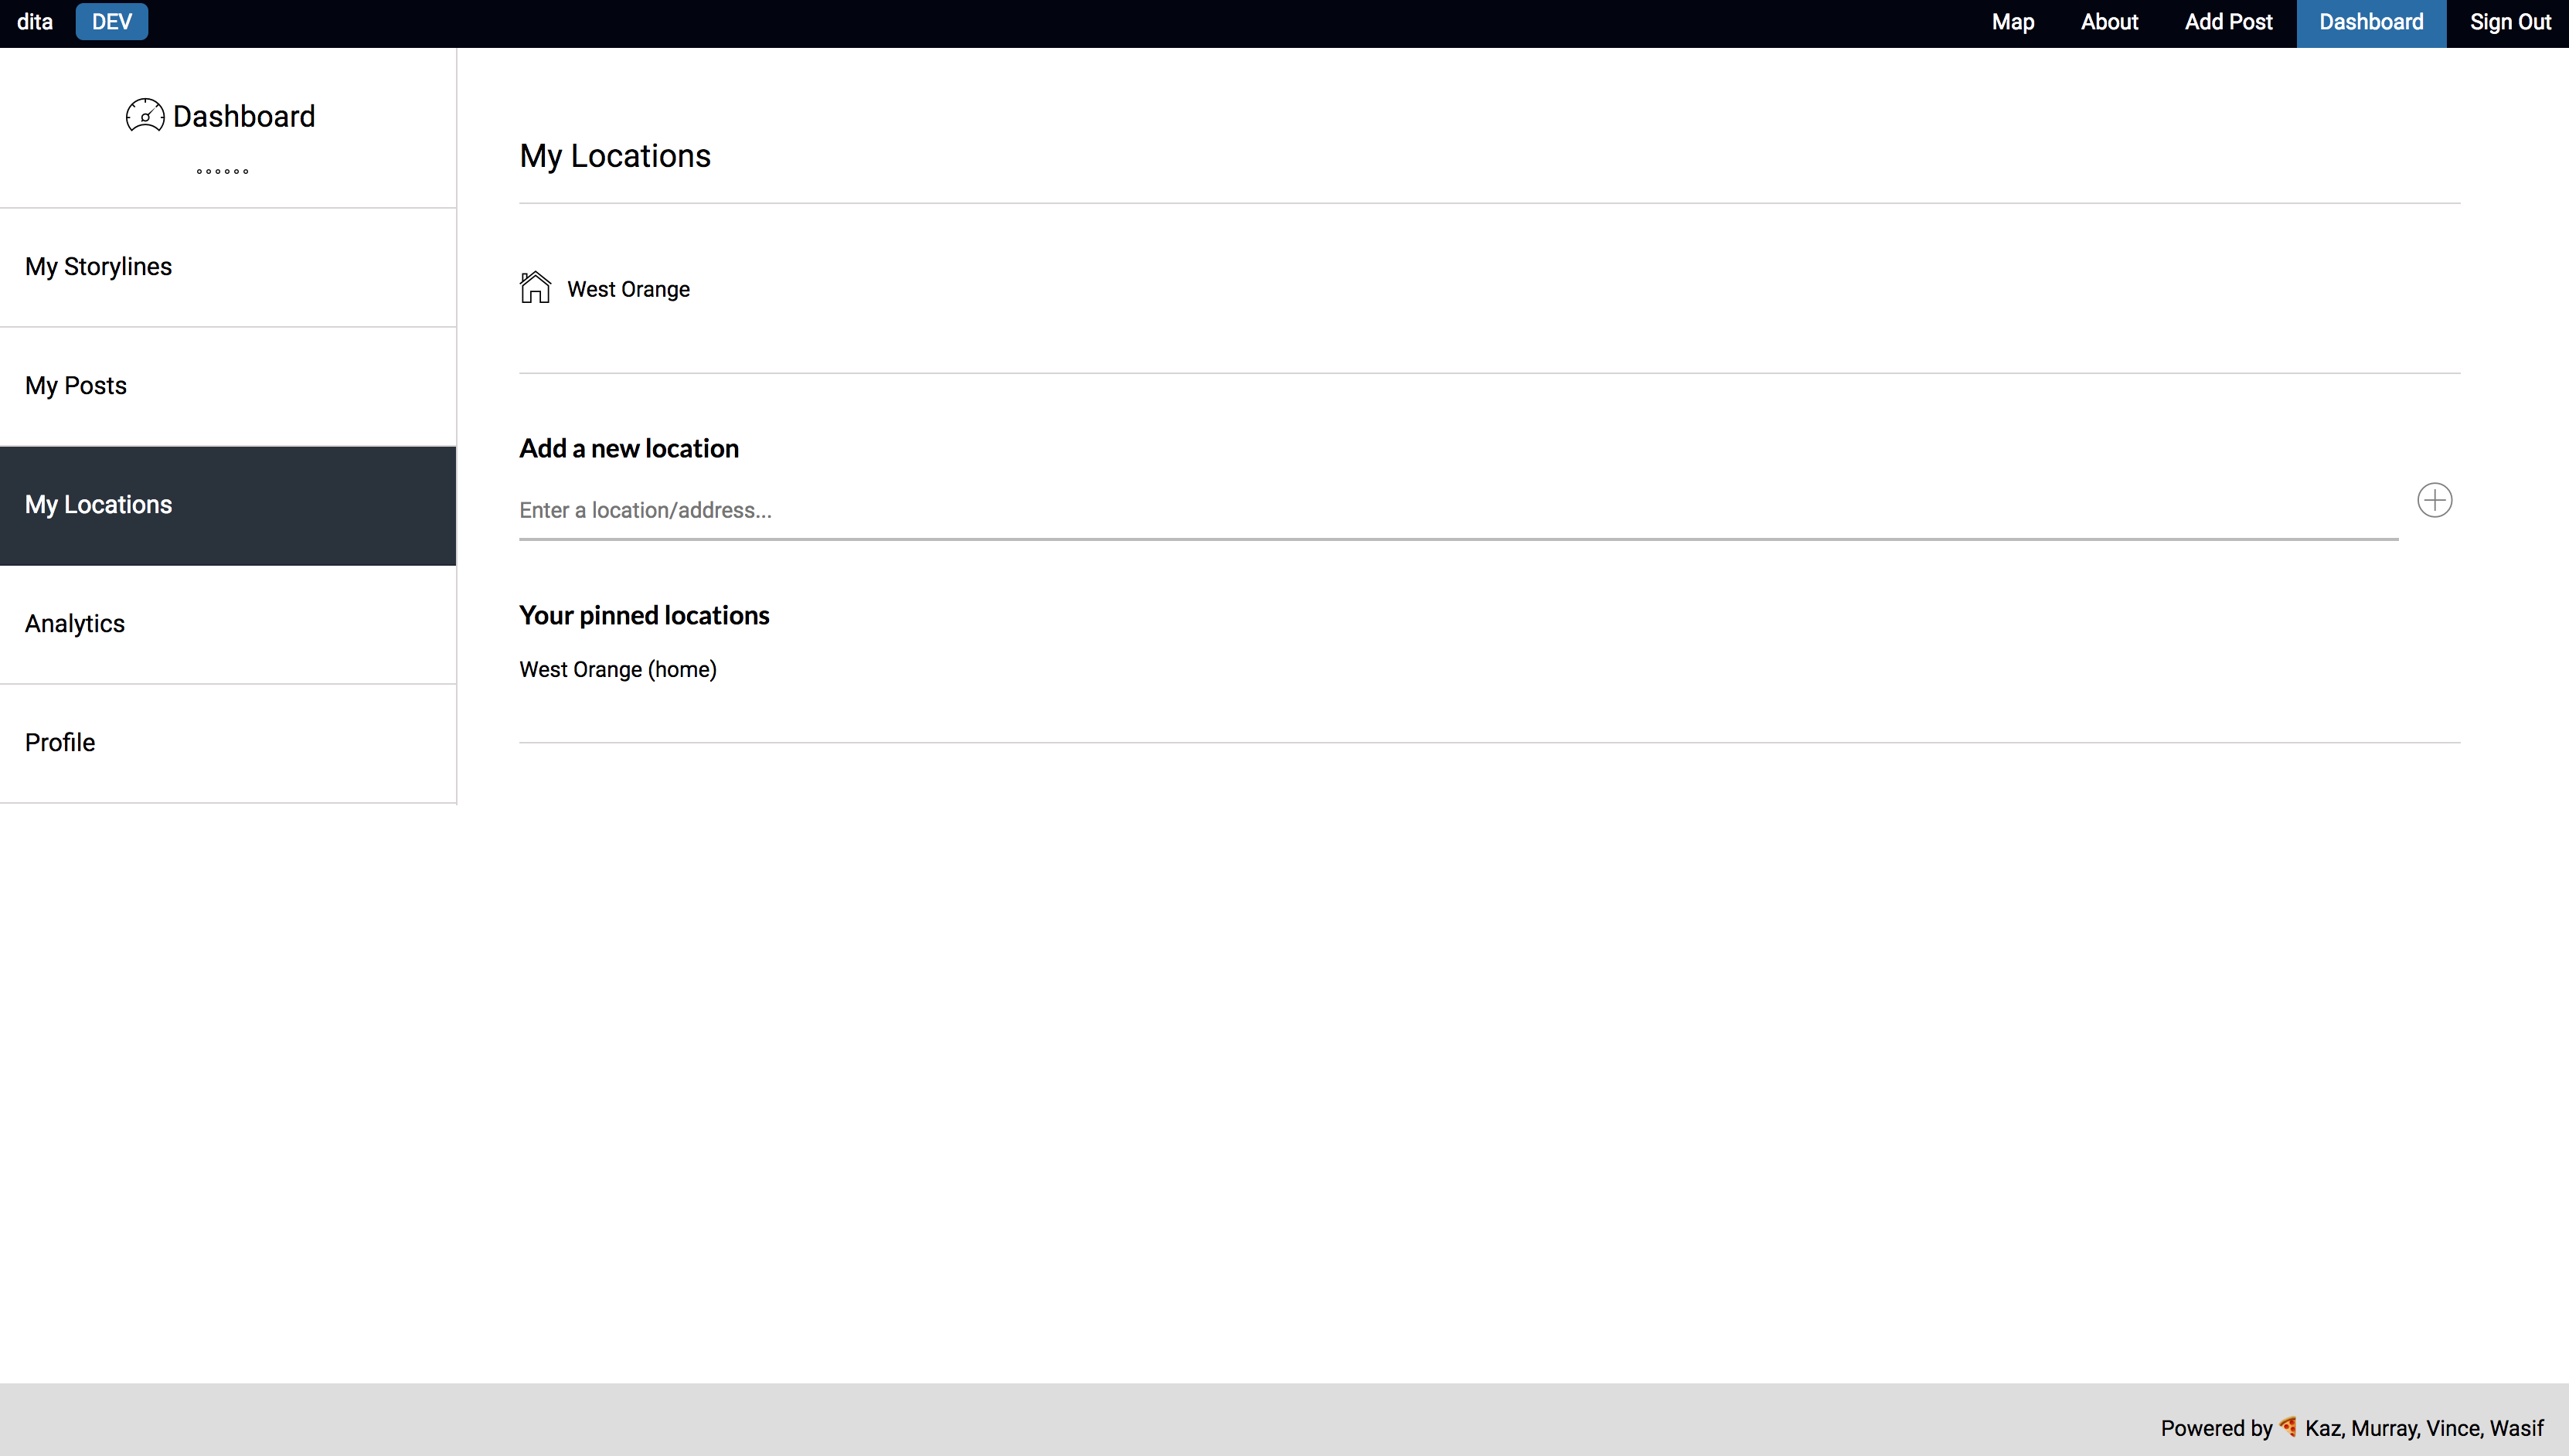 dita DEV Map About Add Post Dashboard Sign Out
Dashboard
My Storylines
My Posts
My Locations
Analytics
Profile
My Locations
West Orange
Add a new location
Enter a location/address...
Your pinned locations
West Orange (home)
Powered by 🍕 Kaz, Murray, Vince, Wasif